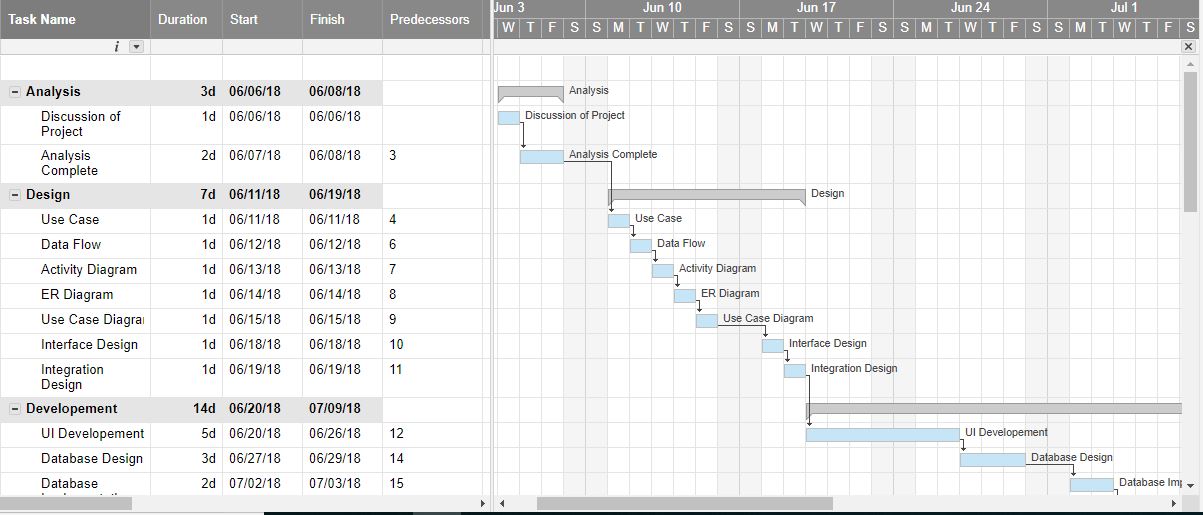 Task Name Duration Start Finish Predecessors
Jun 3 Jun 10 Jun 17 Jun 24 Jul 1
W T F S S M T W T F S S M T W T F S S M T W T F S S M T W T F S
i
Analysis 3d 06/06/18 06/08/18 Analysis
Discussion of
Project 1d 06/06/18 06/06/18 Discussion of Project
Analysis
Complete 2d 06/07/18 06/08/18 3 Analysis Complete
Design 7d 06/11/18 06/19/18 Design
Use Case 1d 06/11/18 06/11/18 4 Use Case
Data Flow 1d 06/12/18 06/12/18 6 Data Flow
Activity Diagram 1d 06/13/18 06/13/18 7 Activity Diagram
ER Diagram 1d 06/14/18 06/14/18 8 ER Diagram
Use Case Diagra 1d 06/15/18 06/15/18 9 Use Case Diagram
Interface Design 1d 06/18/18 06/18/18 10 Interface Design
Integration
Design 1d 06/19/18 06/19/18 11 Integration Design
Developement 14d 06/20/18 07/09/18
UI Developement 5d 06/20/18 06/26/18 12 UI Developement
Database Design 3d 06/27/18 06/29/18 14 Database Design
Database 2d 07/02/18 07/03/18 15 Database Imp